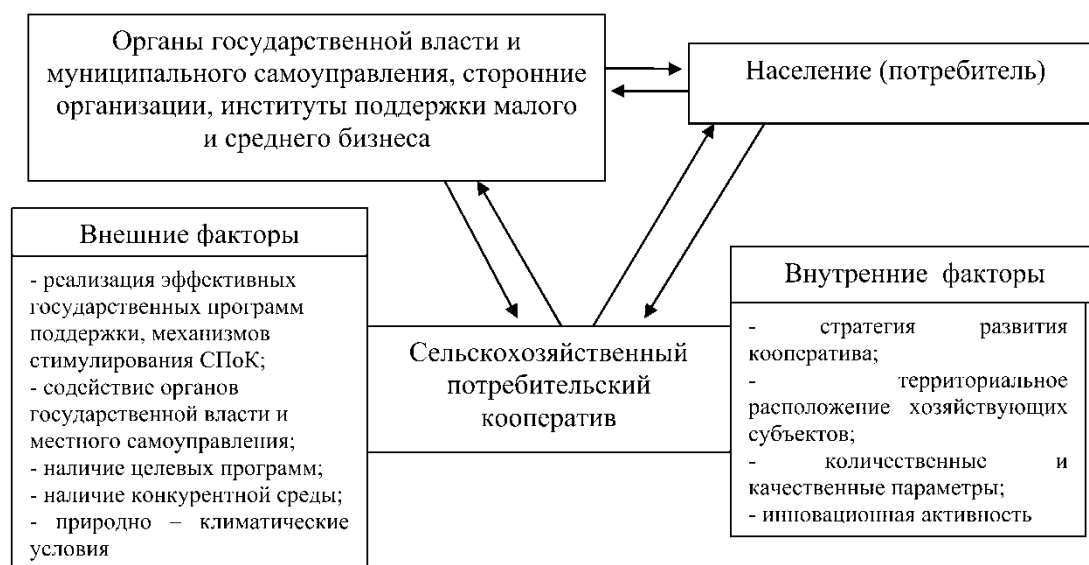 Органы государственной власти и
муниципального самоуправления, сторонние
организации, институты поддержки малого
и среднего бизнеса
Население (потребитель)
Внешние факторы
- реализация эффективных
государственных программ
поддержки, механизмов
стимулирования СПоК;
- содействие органов
государственной власти и
местного самоуправления;
- наличие целевых программ;
- наличие конкурентной среды;
- природно – климатические
условия
Сельскохозяйственный
потребительский
кооператив
Внутренние факторы
- стратегия развития
кооператива;
- территориальное
расположение хозяйствующих
субъектов;
- количественные и
качественные параметры;
- инновационная активность